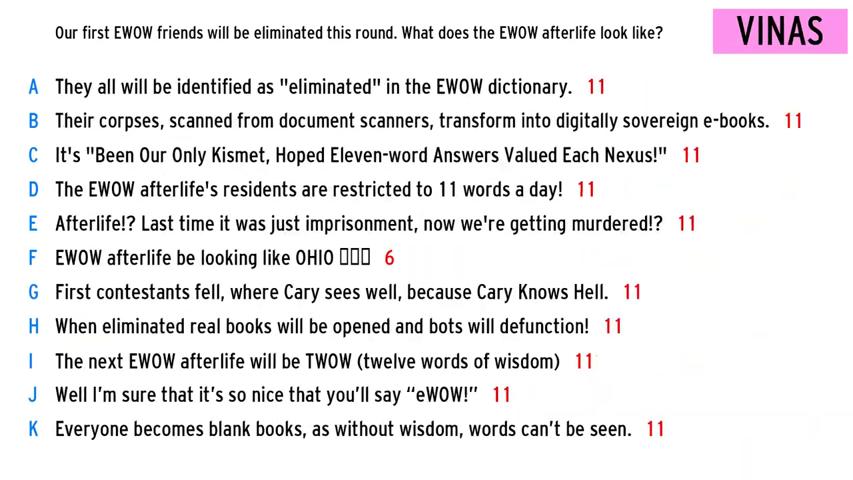 Our first EWOW friends will be eliminated this round. What does the EWOW afterlife look like?
VINAS
A They all will be identified as "eliminated" in the EWOW dictionary. 11
B Their corpses, scanned from document scanners, transform into digitally sovereign e-books. 11
C It's "Been Our Only Kismet, Hoped Eleven-word Answers Valued Each Nexus!" 11
D The EWOW afterlife's residents are restricted to 11 words a day! 11
E Afterlife!? Last time it was just imprisonment, now we're getting murdered!? 11
F EWOW afterlife be looking like OHIO 6
G First contestants fell, where Cary sees well, because Cary Knows Hell. 11
H When eliminated real books will be opened and bots will defunction! 11
I The next EWOW afterlife will be TWOW (twelve words of wisdom) 11
J Well I’m sure that it’s so nice that you’ll say “eWOW!” 11
K Everyone becomes blank books, as without wisdom, words can’t be seen. 11